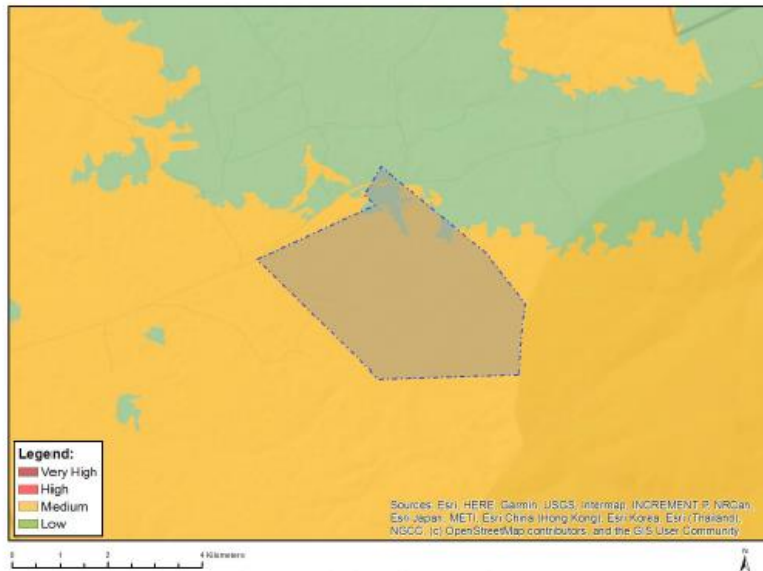 Legend:
Very High
High
Medium
Low
Sources: Esri, HERE, Garmin, USGS, Intermap, INCREMENT P, NRCan,
Esri Japan, METI, Esri China (Hong Kong), Esri Korea, Esri (Thailand),
NGCC, (c) OpenStreetMap contributors, and the GIS User Community
0 1 2 4 Kilometers
N